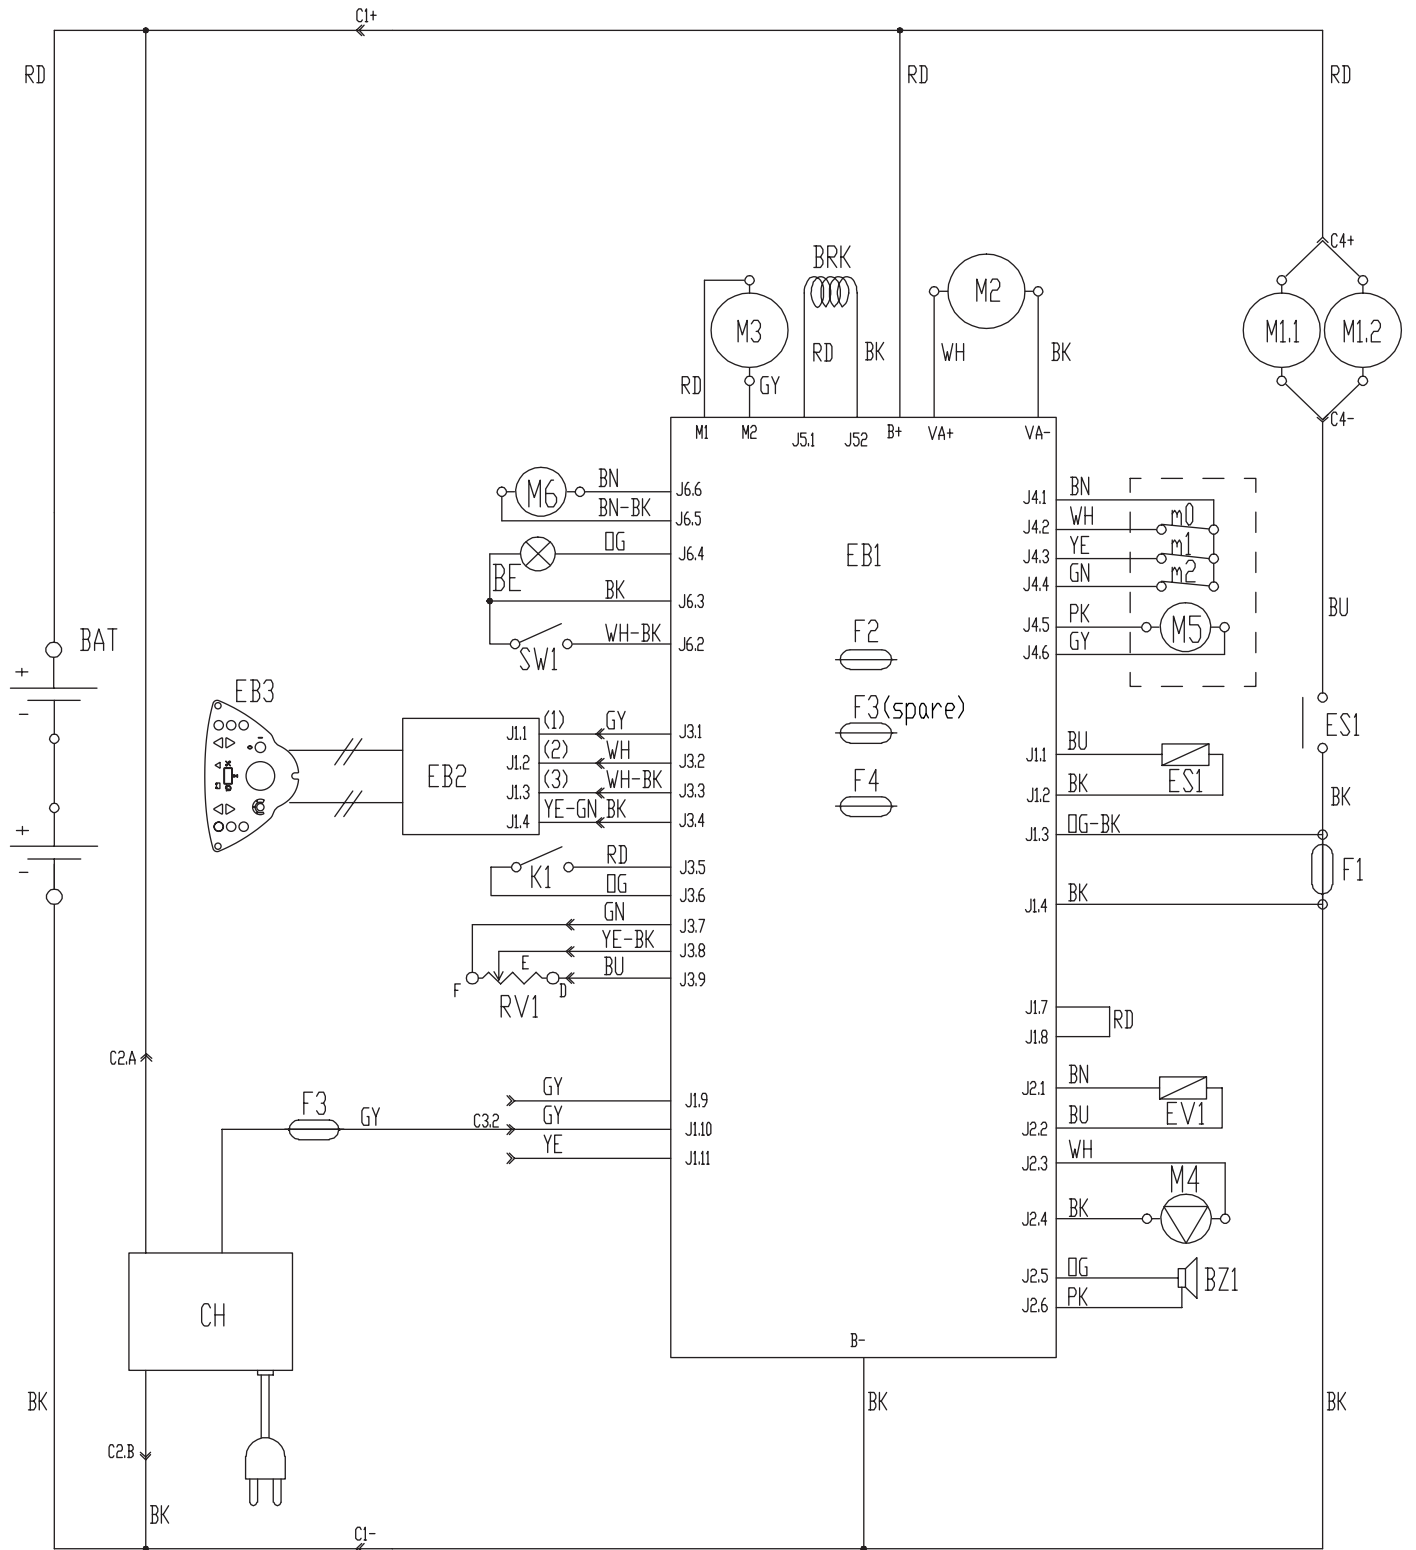 C1+
RD
RD
RD
C4+
BRK
M2
M3
M1.1
M1.2
RD
BK
WH
BK
RD
GY
C4-
M1
M2
J5.1
J52
B+
VA+
VA-
M6
BN
J6.6
BN-BK
J6.5
OG
J6.4
BE
BK
J6.3
WH-BK
J6.2
SW1
EB1
F2
F3(spare)
F4
J4.1
BN
J4.2
WH
m0
J4.3
YE
m1
J4.4
GN
m2
J4.5
PK
M5
J4.6
GY
BU
BAT
+
-
+
-
EB3
EB2
J1.1
(1)
GY
J3.1
J1.2
(2)
WH
J3.2
J1.3
(3)
WH-BK
J3.3
J1.4
YE-GN
BK
J3.4
RD
J3.5
K1
OG
J3.6
GN
J3.7
YE-BK
J3.8
E
BU
J3.9
F
D
RV1
ES1
J1.1
BU
ES1
J1.2
BK
BK
J1.3
OG-BK
F1
J1.4
BK
J1.7
RD
J1.8
C2.A
F3
GY
C3.2
GY
J1.9
GY
J1.10
YE
J1.11
J2.1
BN
EV1
J2.2
BU
J2.3
WH
M4
J2.4
BK
J2.5
OG
BZ1
J2.6
PK
CH
B-
BK
BK
BK
C2.B
BK
C1-